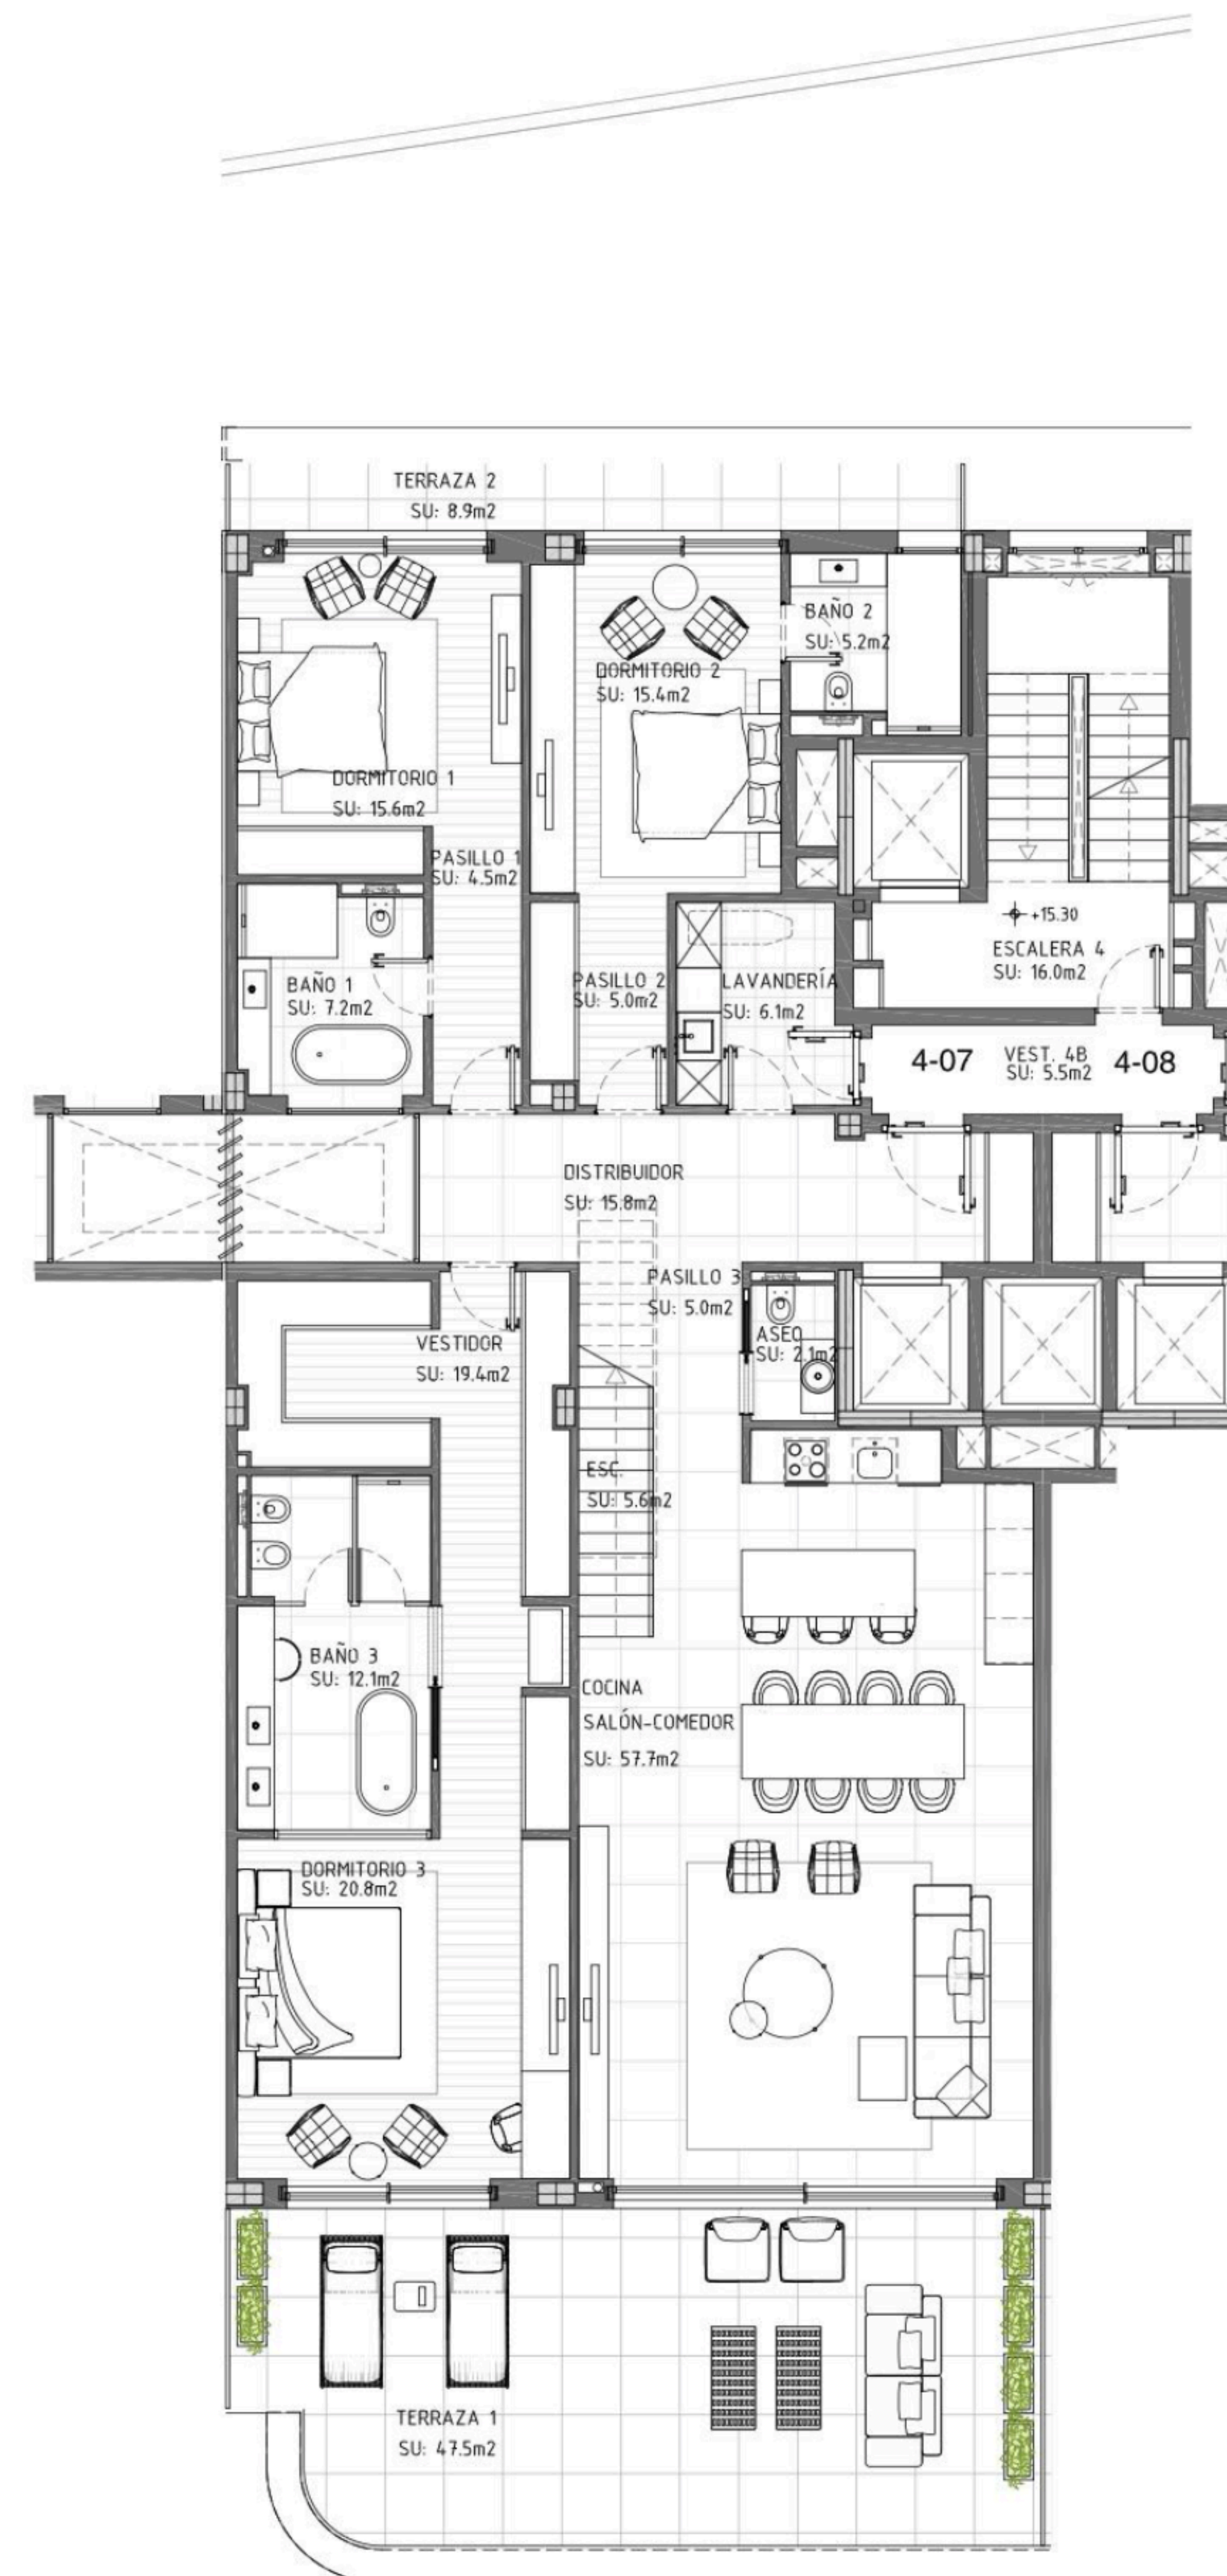 TERRAZA 2
SU: 8.9m2
BAÑO 2
SU: 5.2m2
DORMITORIO 2
SU: 15.4m2
DORMITORIO 1
SU: 15.6m2
PASILLO 1
SU: 4.5m2
+15.30
ESCALERA 4
SU: 16.0m2
BAÑO 1
SU: 7.2m2
PASILLO 2
SU: 5.0m2
LAVANDERÍA
SU: 6.1m2
4-07
VEST. 4B
SU: 5.5m2
4-08
DISTRIBUIDOR
SU: 15.8m2
PASILLO 3
SU: 5.0m2
ASEO
SU: 2.1m2
VESTIDOR
SU: 19.4m2
ESC.
SU: 5.6m2
BAÑO 3
SU: 12.1m2
COCINA
SALÓN-COMEDOR
SU: 57.7m2
DORMITORIO 3
SU: 20.8m2
TERRAZA 1
SU: 47.5m2